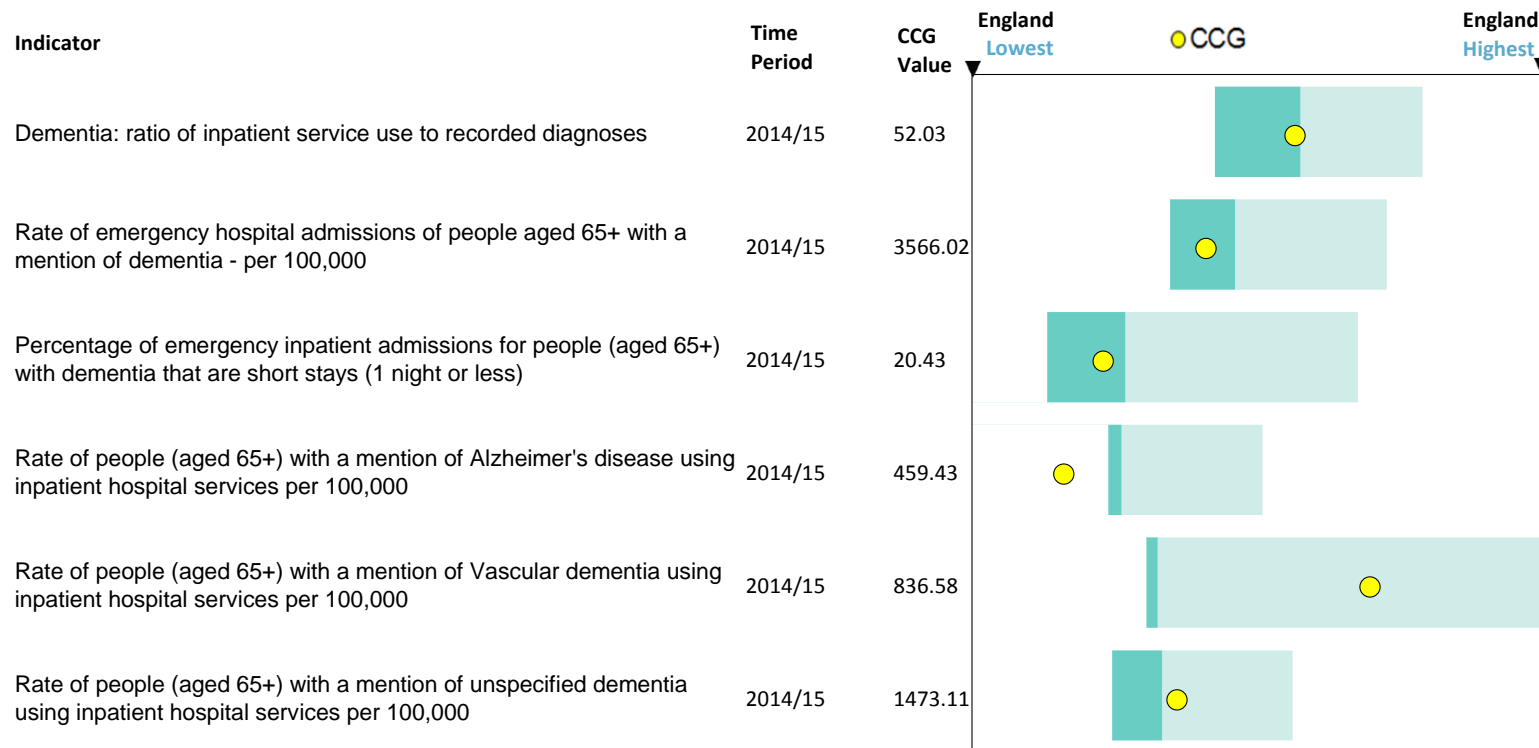 Indicator
Time
Period
CCG
Value
England
Lowest
CCG
England
Highest
Dementia: ratio of inpatient service use to recorded diagnoses
2014/15
52.03
Rate of emergency hospital admissions of people aged 65+ with a
mention of dementia - per 100,000
2014/15
3566.02
Percentage of emergency inpatient admissions for people (aged 65+)
with dementia that are short stays (1 night or less)
2014/15
20.43
Rate of people (aged 65+) with a mention of Alzheimer's disease using
inpatient hospital services per 100,000
2014/15
459.43
Rate of people (aged 65+) with a mention of Vascular dementia using
inpatient hospital services per 100,000
2014/15
836.58
Rate of people (aged 65+) with a mention of unspecified dementia
using inpatient hospital services per 100,000
2014/15
1473.11